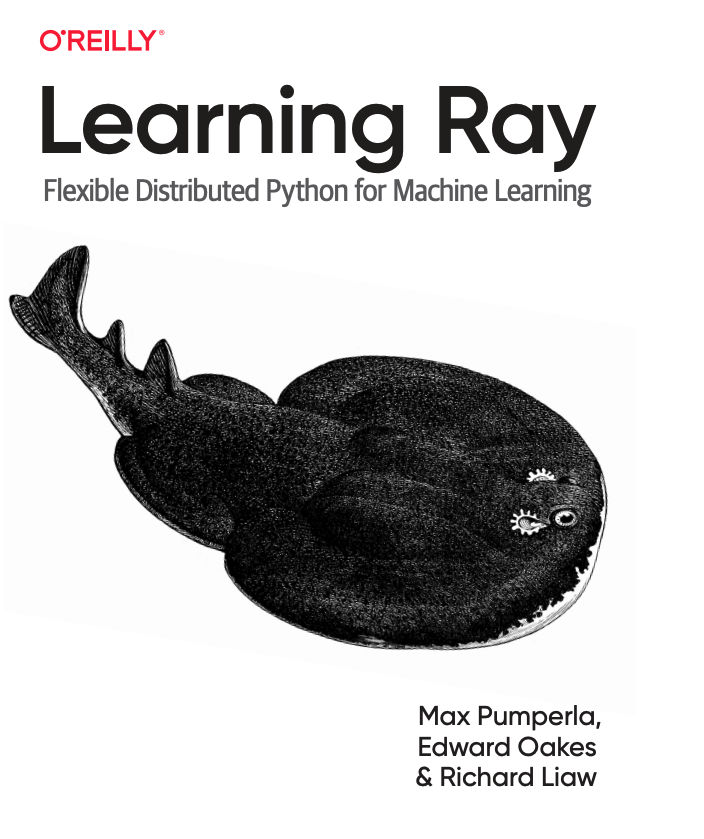 O'REILLY®
Learning Ray
Flexible Distributed Python for Machine Learning
Max Pumperla,
Edward Oakes
& Richard Liaw